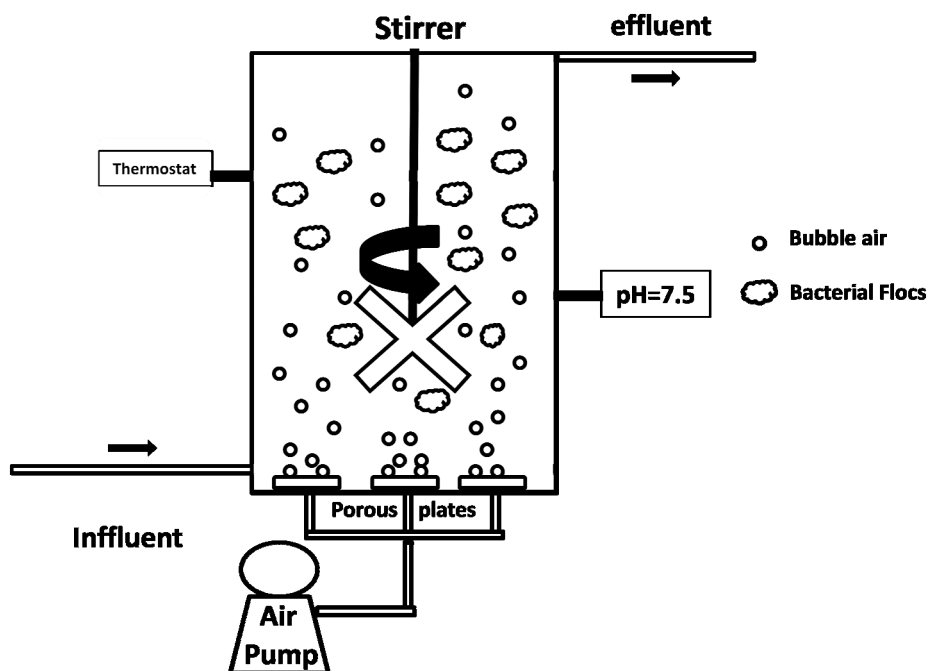 Stirrer
effluent
Thermostat
Bubble air
Bacterial Flocs
pH=7.5
Porous plates
Inffluent
Air
Pump